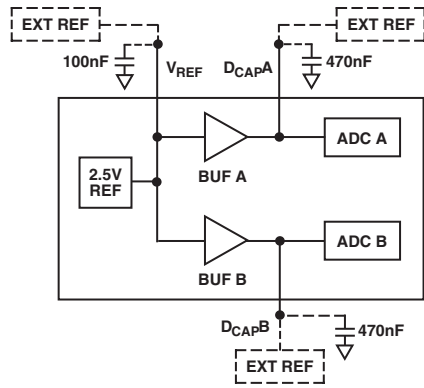 EXT REF
EXT REF
100nF
VREF
DCAPA
470nF
2.5V
REF
BUF A
ADC A
BUF B
ADC B
DCAPB
470nF
EXT REF